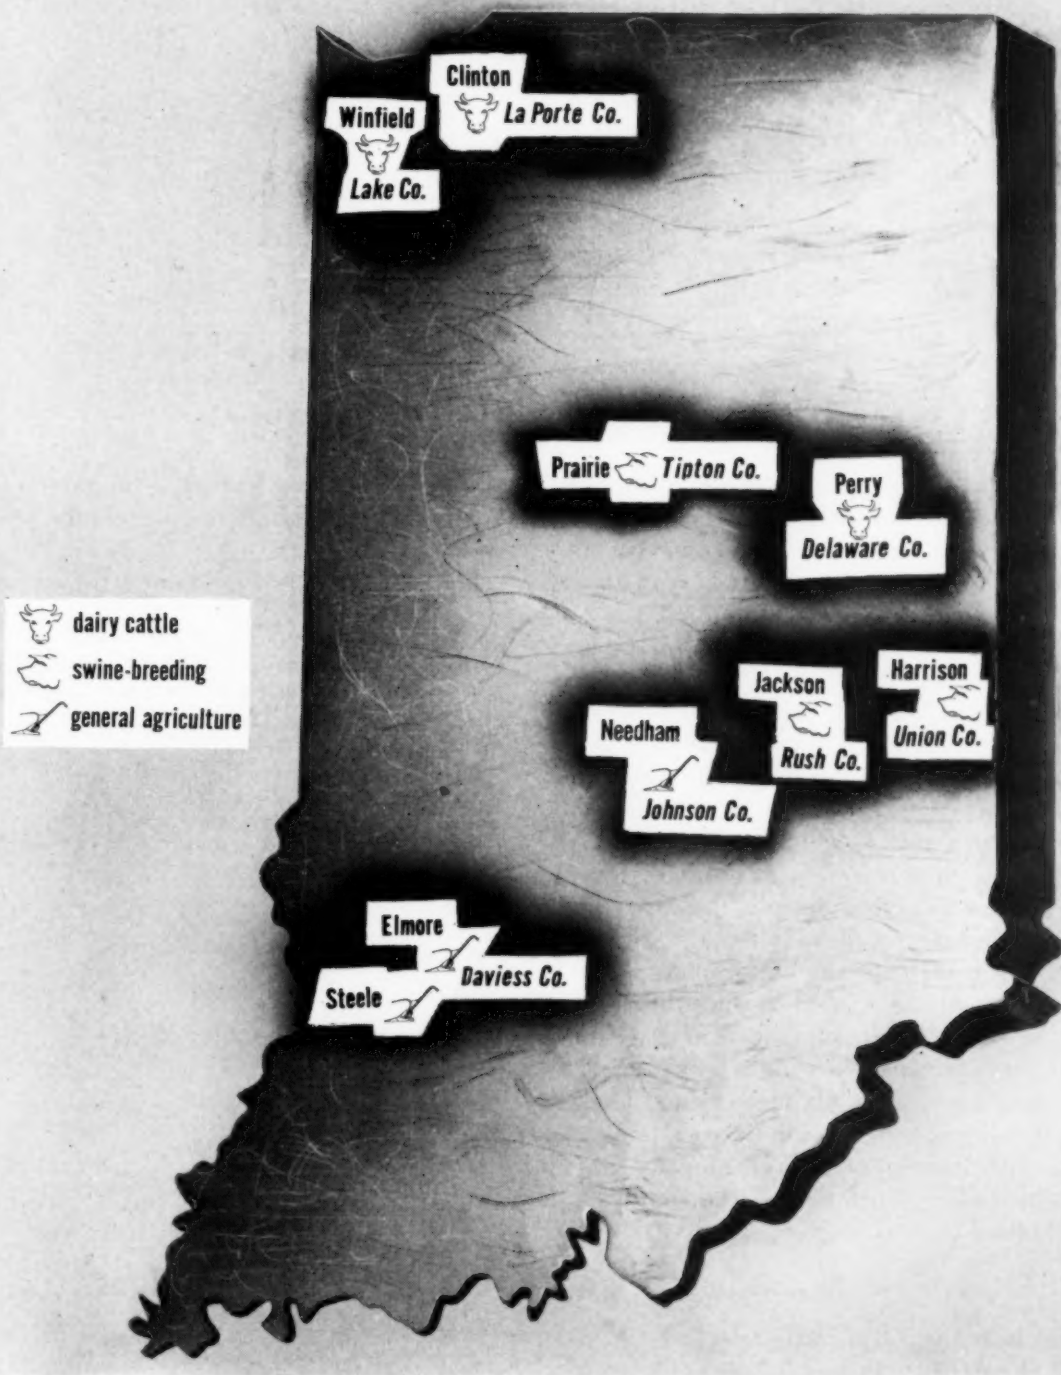 Clinton
La Porte Co.
Winfield
Lake Co.
Prairie Tipton Co.
Perry
Delaware Co.
dairy cattle
swine-breeding
general agriculture
Harrison
Union Co.
Jackson
Rush Co.
Needham
Johnson Co.
Elmore
Daviess Co.
Steele